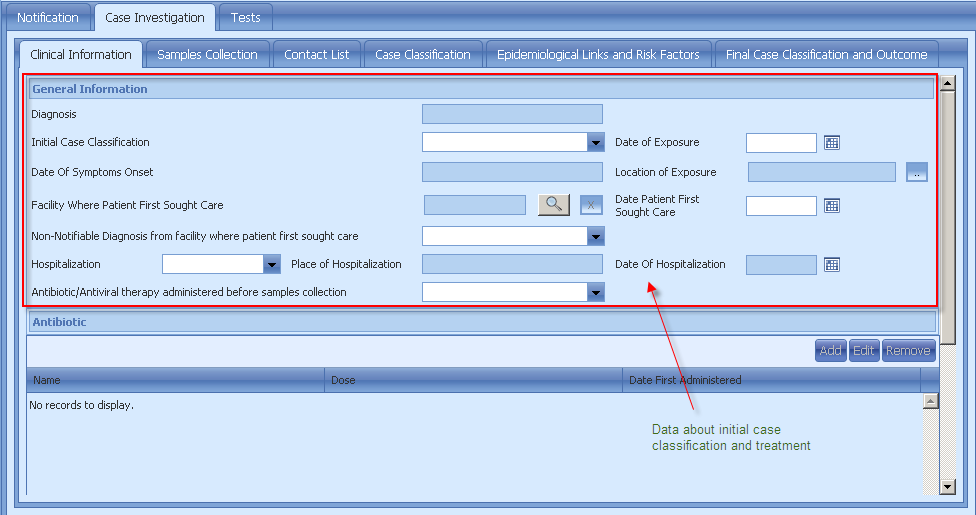 Notification Case Investigation Tests
Clinical Information Samples Collection Contact List Case Classification Epidemiological Links and Risk Factors Final Case Classification and Outcome
General Information
Diagnosis
Initial Case Classification Date of Exposure
Date Of Symptoms Onset Location of Exposure ..
Facility Where Patient First Sought Care X Date Patient First
Sought Care
Non-Notifiable Diagnosis from facility where patient first sought care
Hospitalization Place of Hospitalization Date Of Hospitalization
Antibiotic/Antiviral therapy administered before samples collection
Antibiotic
Add Edit Remove
Name Dose Date First Administered
No records to display.
Data about initial case
classification and treatment